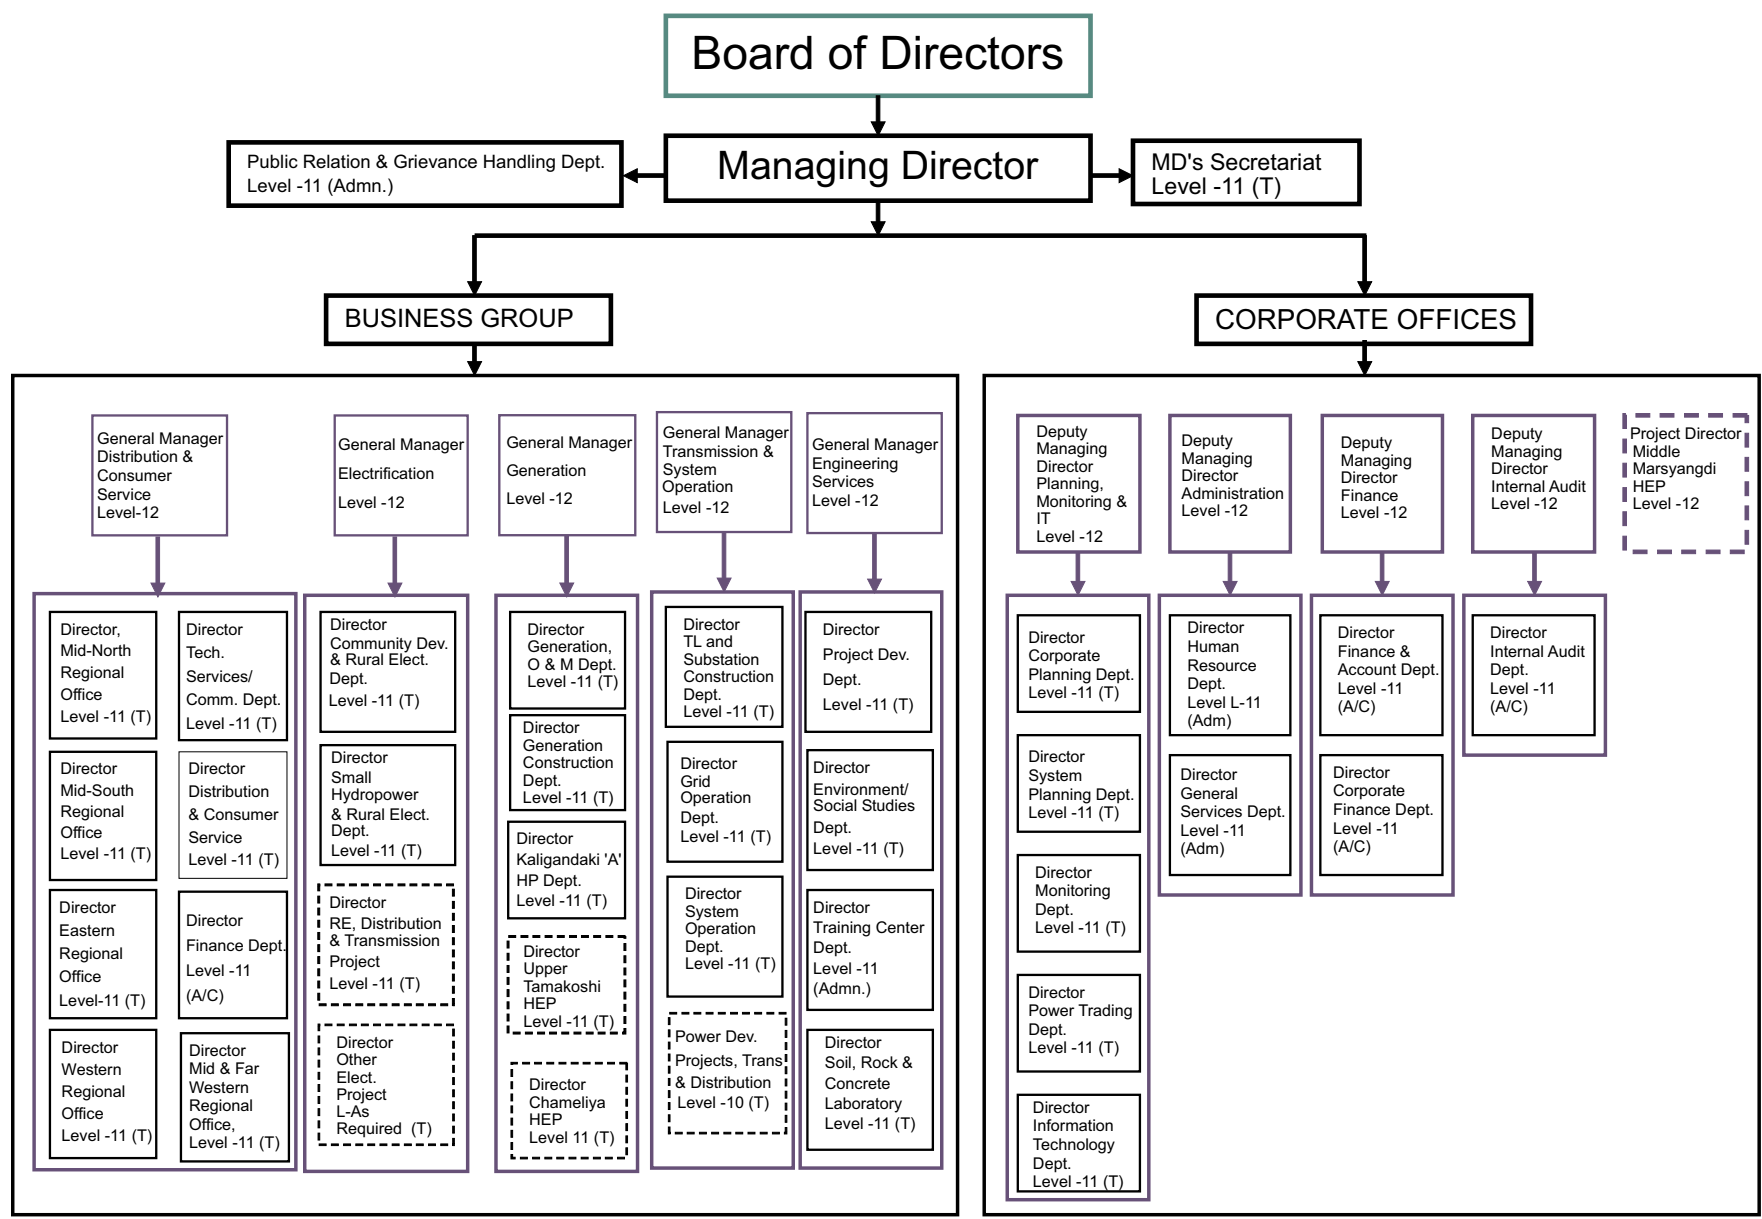 Board of Directors
Public Relation & Grievance Handling Dept.
Level -11 (Admn.)
Managing Director
MD's Secretariat
Level -11 (T)
BUSINESS GROUP
CORPORATE OFFICES
General Manager
Distribution &
Consumer
Service
Level-12
General Manager
Electrification
Level -12
General Manager
Generation
Level -12
General Manager
Transmission &
System
Operation
Level -12
General Manager
Engineering
Services
Level -12
Deputy
Managing
Director
Planning,
Monitoring &
IT
Level -12
Deputy
Managing
Director
Administration
Level -12
Deputy
Managing
Director
Finance
Level -12
Deputy
Managing
Director
Internal Audit
Level -12
Project Director
Middle
Marsyangdi
HEP
Level -12
Director,
Mid-North
Regional
Office
Level -11 (T)
Director
Mid-South
Regional
Office
Level -11 (T)
Director
Eastern
Regional
Office
Level-11 (T)
Director
Western
Regional
Office
Level -11 (T)
Director
Tech.
Services/
Comm. Dept.
Level -11 (T)
Director
Distribution
& Consumer
Service
Level -11 (T)
Director
Finance Dept.
Level -11
(A/C)
Director
Mid & Far
Western
Regional
Office,
Level -11 (T)
Director
Community Dev.
& Rural Elect.
Dept.
Level -11 (T)
Director
Small
Hydropower
& Rural Elect.
Dept.
Level -11 (T)
Director
RE, Distribution
& Transmission
Project
Level -11 (T)
Director
Other
Elect.
Project
L-As
Required (T)
Director
Generation,
O & M Dept.
Level -11 (T)
Director
Generation
Construction
Dept.
Level -11 (T)
Director
Kaligandaki 'A'
HP Dept.
Level -11 (T)
Director
Upper
Tamakoshi
HEP
Level -11 (T)
Director
Chameliya
HEP
Level 11 (T)
Director
TL and
Substation
Construction
Dept.
Level -11 (T)
Director
Grid
Operation
Dept.
Level -11 (T)
Director
System
Operation
Dept.
Level -11 (T)
Power Dev.
Projects, Trans
& Distribution
Level -10 (T)
Director
Project Dev.
Dept.
Level -11 (T)
Director
Environment/
Social Studies
Dept.
Level -11 (T)
Director
Training Center
Dept.
Level -11
(Admn.)
Director
Soil, Rock &
Concrete
Laboratory
Level -11 (T)
Director
Corporate
Planning Dept.
Level -11 (T)
Director
System
Planning Dept.
Level -11 (T)
Director
Monitoring
Dept.
Level -11 (T)
Director
Power Trading
Dept.
Level -11 (T)
Director
Information
Technology
Dept.
Level -11 (T)
Director
Human
Resource
Dept.
Level L-11
(Adm)
Director
General
Services Dept.
Level -11
(Adm)
Director
Finance &
Account Dept.
Level -11
(A/C)
Director
Corporate
Finance Dept.
Level -11
(A/C)
Director
Internal Audit
Dept.
Level -11
(A/C)